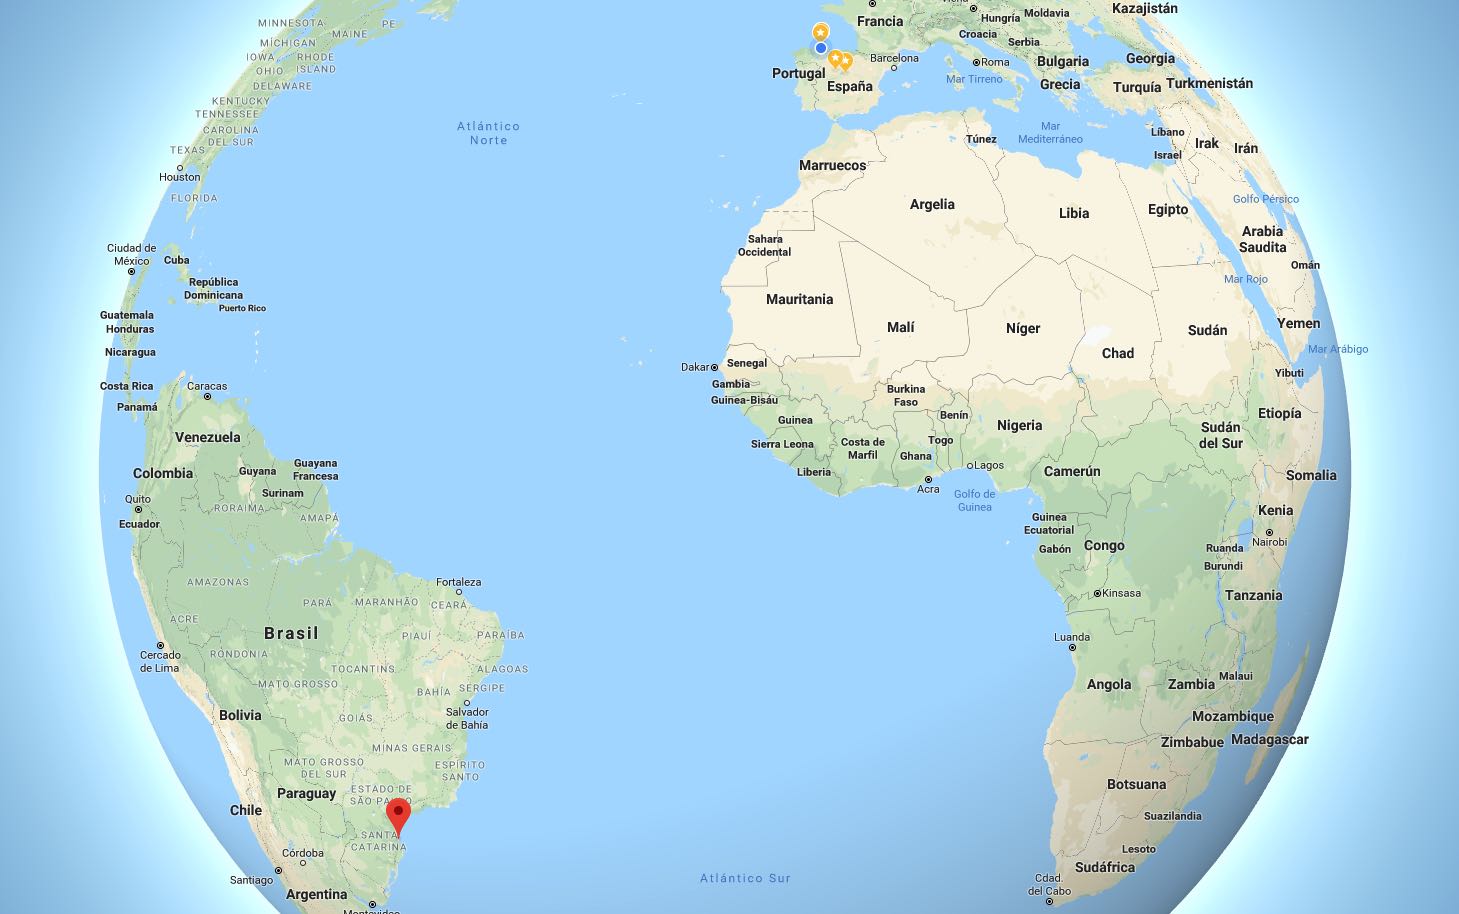 MINNESOTA
PE
MAINE
MÍCHIGAN
IOWA
RHODE
ISLAND
OHIO
DELAWARE
KENTUCKY
TENNESSEE
CAROLINA
DEL SUR
TEXAS
Houston
FLORIDA
Atlántico
Norte
Francia
Hungría
Moldavia
Kazajistán
Croacia
Serbia
Barcelona
Roma
Bulgaria
Georgia
Portugal
España
Mar Tirreno
Grecia
Turquía
Turkmenistán
Túnez
Mar
Mediterráneo
Líbano
Israel
Irak
Irán
Marruecos
Argelia
Libia
Egipto
Golfo Pérsico
Arabia
Saudita
Omán
Mar Rojo
Sahara
Occidental
Ciudad de
México
Cuba
República
Dominicana
Puerto Rico
Guatemala
Honduras
Nicaragua
Costa Rica
Panamá
Caracas
Mauritania
Malí
Níger
Chad
Sudán
Yemen
Mar Arábigo
Yibuti
Dakar
Senegal
Gambia
Guinea-Bisáu
Guinea
Sierra Leona
Liberia
Burkina
Faso
Costa de
Marfil
Benín
Togo
Ghana
Acra
Lagos
Nigeria
Camerún
Golfo de
Guinea
Sudán
del Sur
Etiopía
Somalia
Kenia
Nairobi
Venezuela
Colombia
Guyana
Guayana
Francesa
Surinam
Quito
Ecuador
RORAIMA
AMAPÁ
Guinea
Ecuatorial
Gabón
Congo
Ruanda
Burundi
Tanzania
Kinsasa
Luanda
AMAZONAS
PARÁ
MARANHÃO
Fortaleza
CEARÁ
ACRE
Brasil
PIAUÍ
PARAÍBA
Cercado
de Lima
RONDONIA
TOCANTINS
ALAGOAS
MATO GROSSO
BAHÍA
SERGIPE
Salvador
de Bahía
Bolivia
GOIÁS
MINAS GERAIS
MATO GROSSO
DEL SUR
ESPÍRITO
SANTO
ESTADO DE
Paraguay
Chile
SANTA
CATARINA
Córdoba
Santiago
Argentina
Montevideo
Atlántico Sur
Angola
Zambia
Malaui
Mozambique
Zimbabue
Madagascar
Botsuana
Suazilandia
Lesoto
Sudáfrica
Cdad.
del Cabo